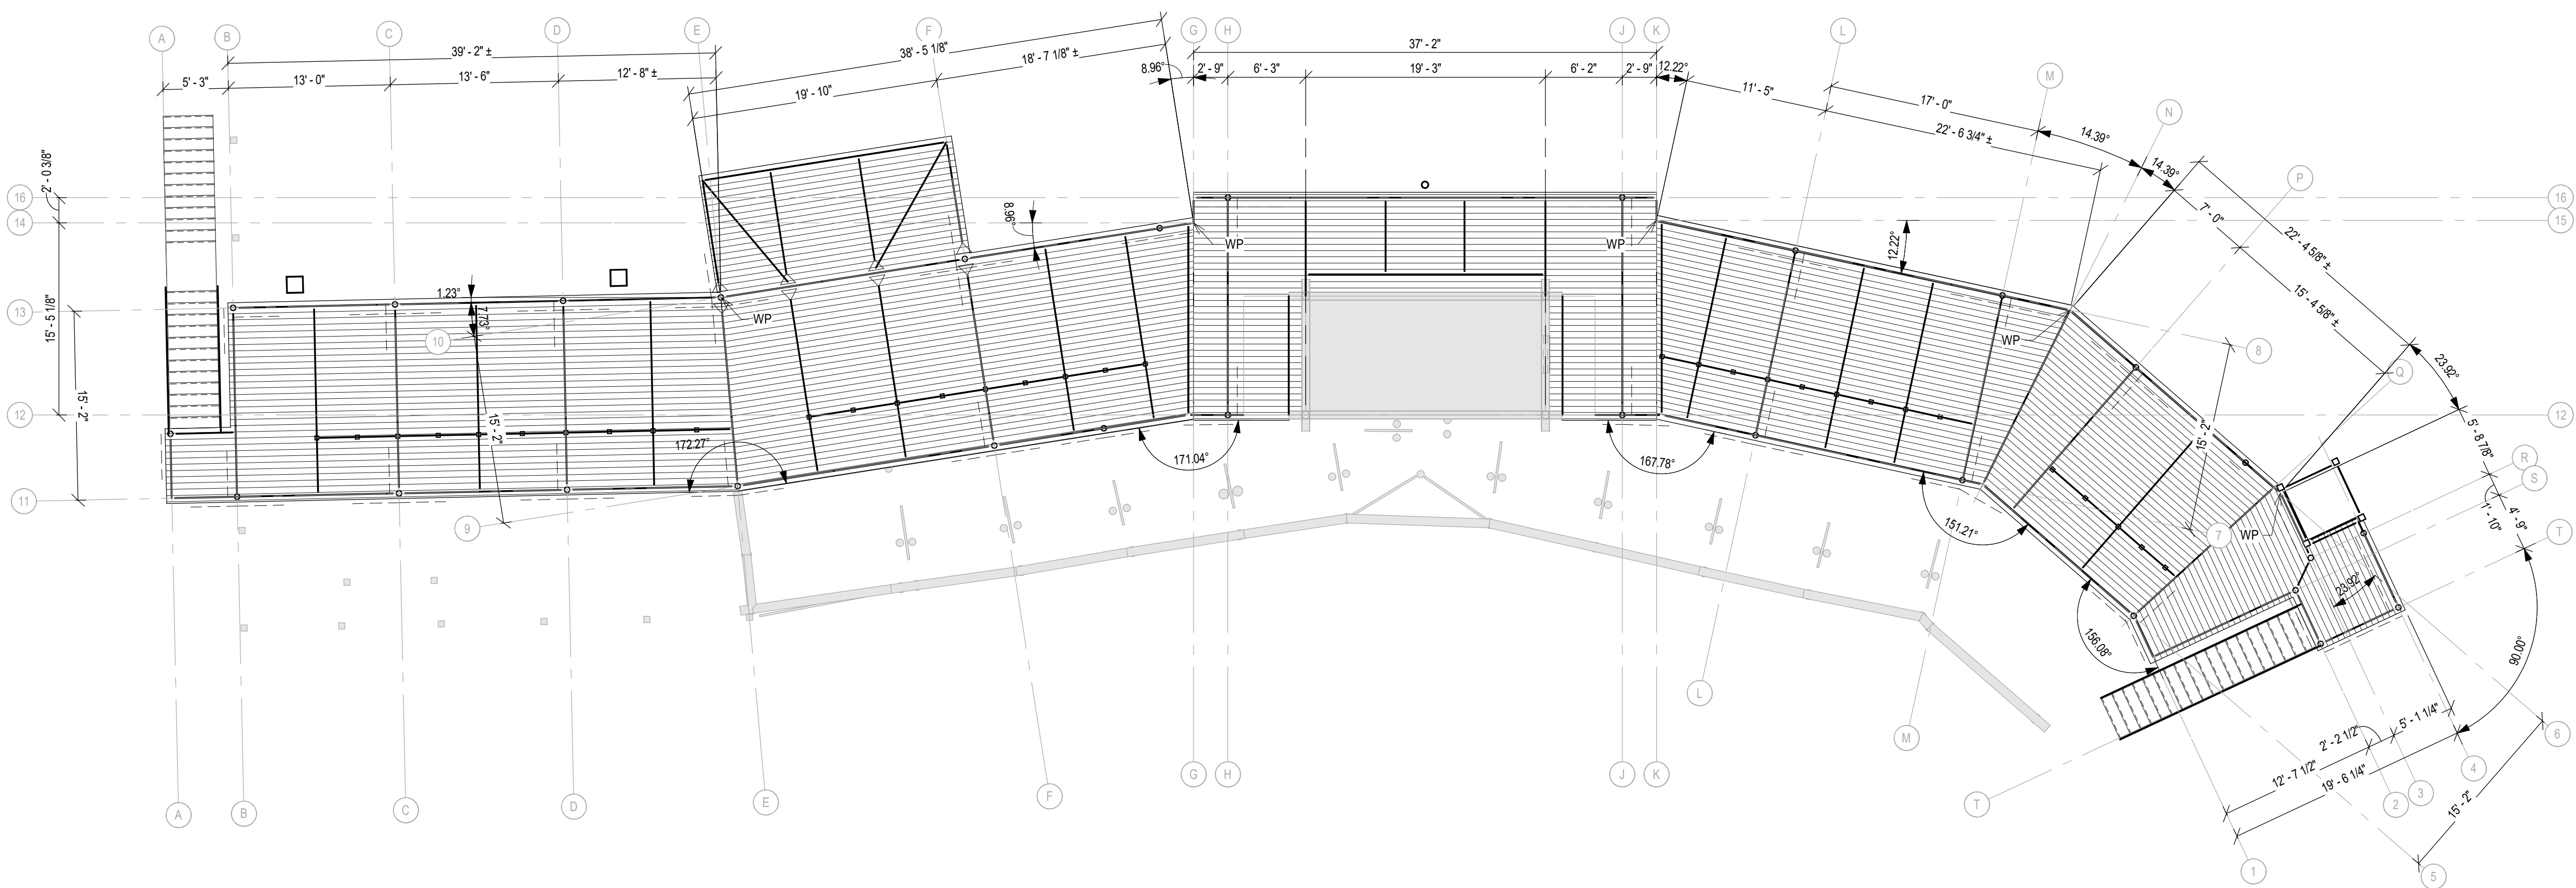 A
B
C
D
E
F
G
H
J
K
L
M
N
P
39' - 2" ±
5' - 3"
13' - 0"
13' - 6"
12' - 8" ±
38' - 5 1/8"
19' - 10"
18' - 7 1/8" ±
8.96°
37' - 2"
2' - 9"
6' - 3"
19' - 3"
6' - 2"
2' - 9"
12.22°
11' - 5"
17' - 0"
22' - 6 3/4" ±
14.39°
14.39°
7' - 0"
22' - 4 5/8" ±
15' - 4 5/8" ±
23.92°
5' - 8 7/8"
1' - 10"
4' - 9"
90.00°
16
14
13
12
11
2' - 0 3/8"
15' - 5 1/8"
15' - 2"
16
15
12
8.96°
WP
WP
12.22°
1.23°
7.73°
10
WP
WP
8
Q
15' - 2"
15' - 2"
172.27°
171.04°
167.78°
151.21°
156.08°
9
7
WP
R
S
T
23.92°
L
M
A
B
C
D
E
F
G
H
J
K
T
2' - 2 1/2"
5' - 1 1/4"
12' - 7 1/2"
19' - 6 1/4"
15' - 2"
1
2
3
4
5
6